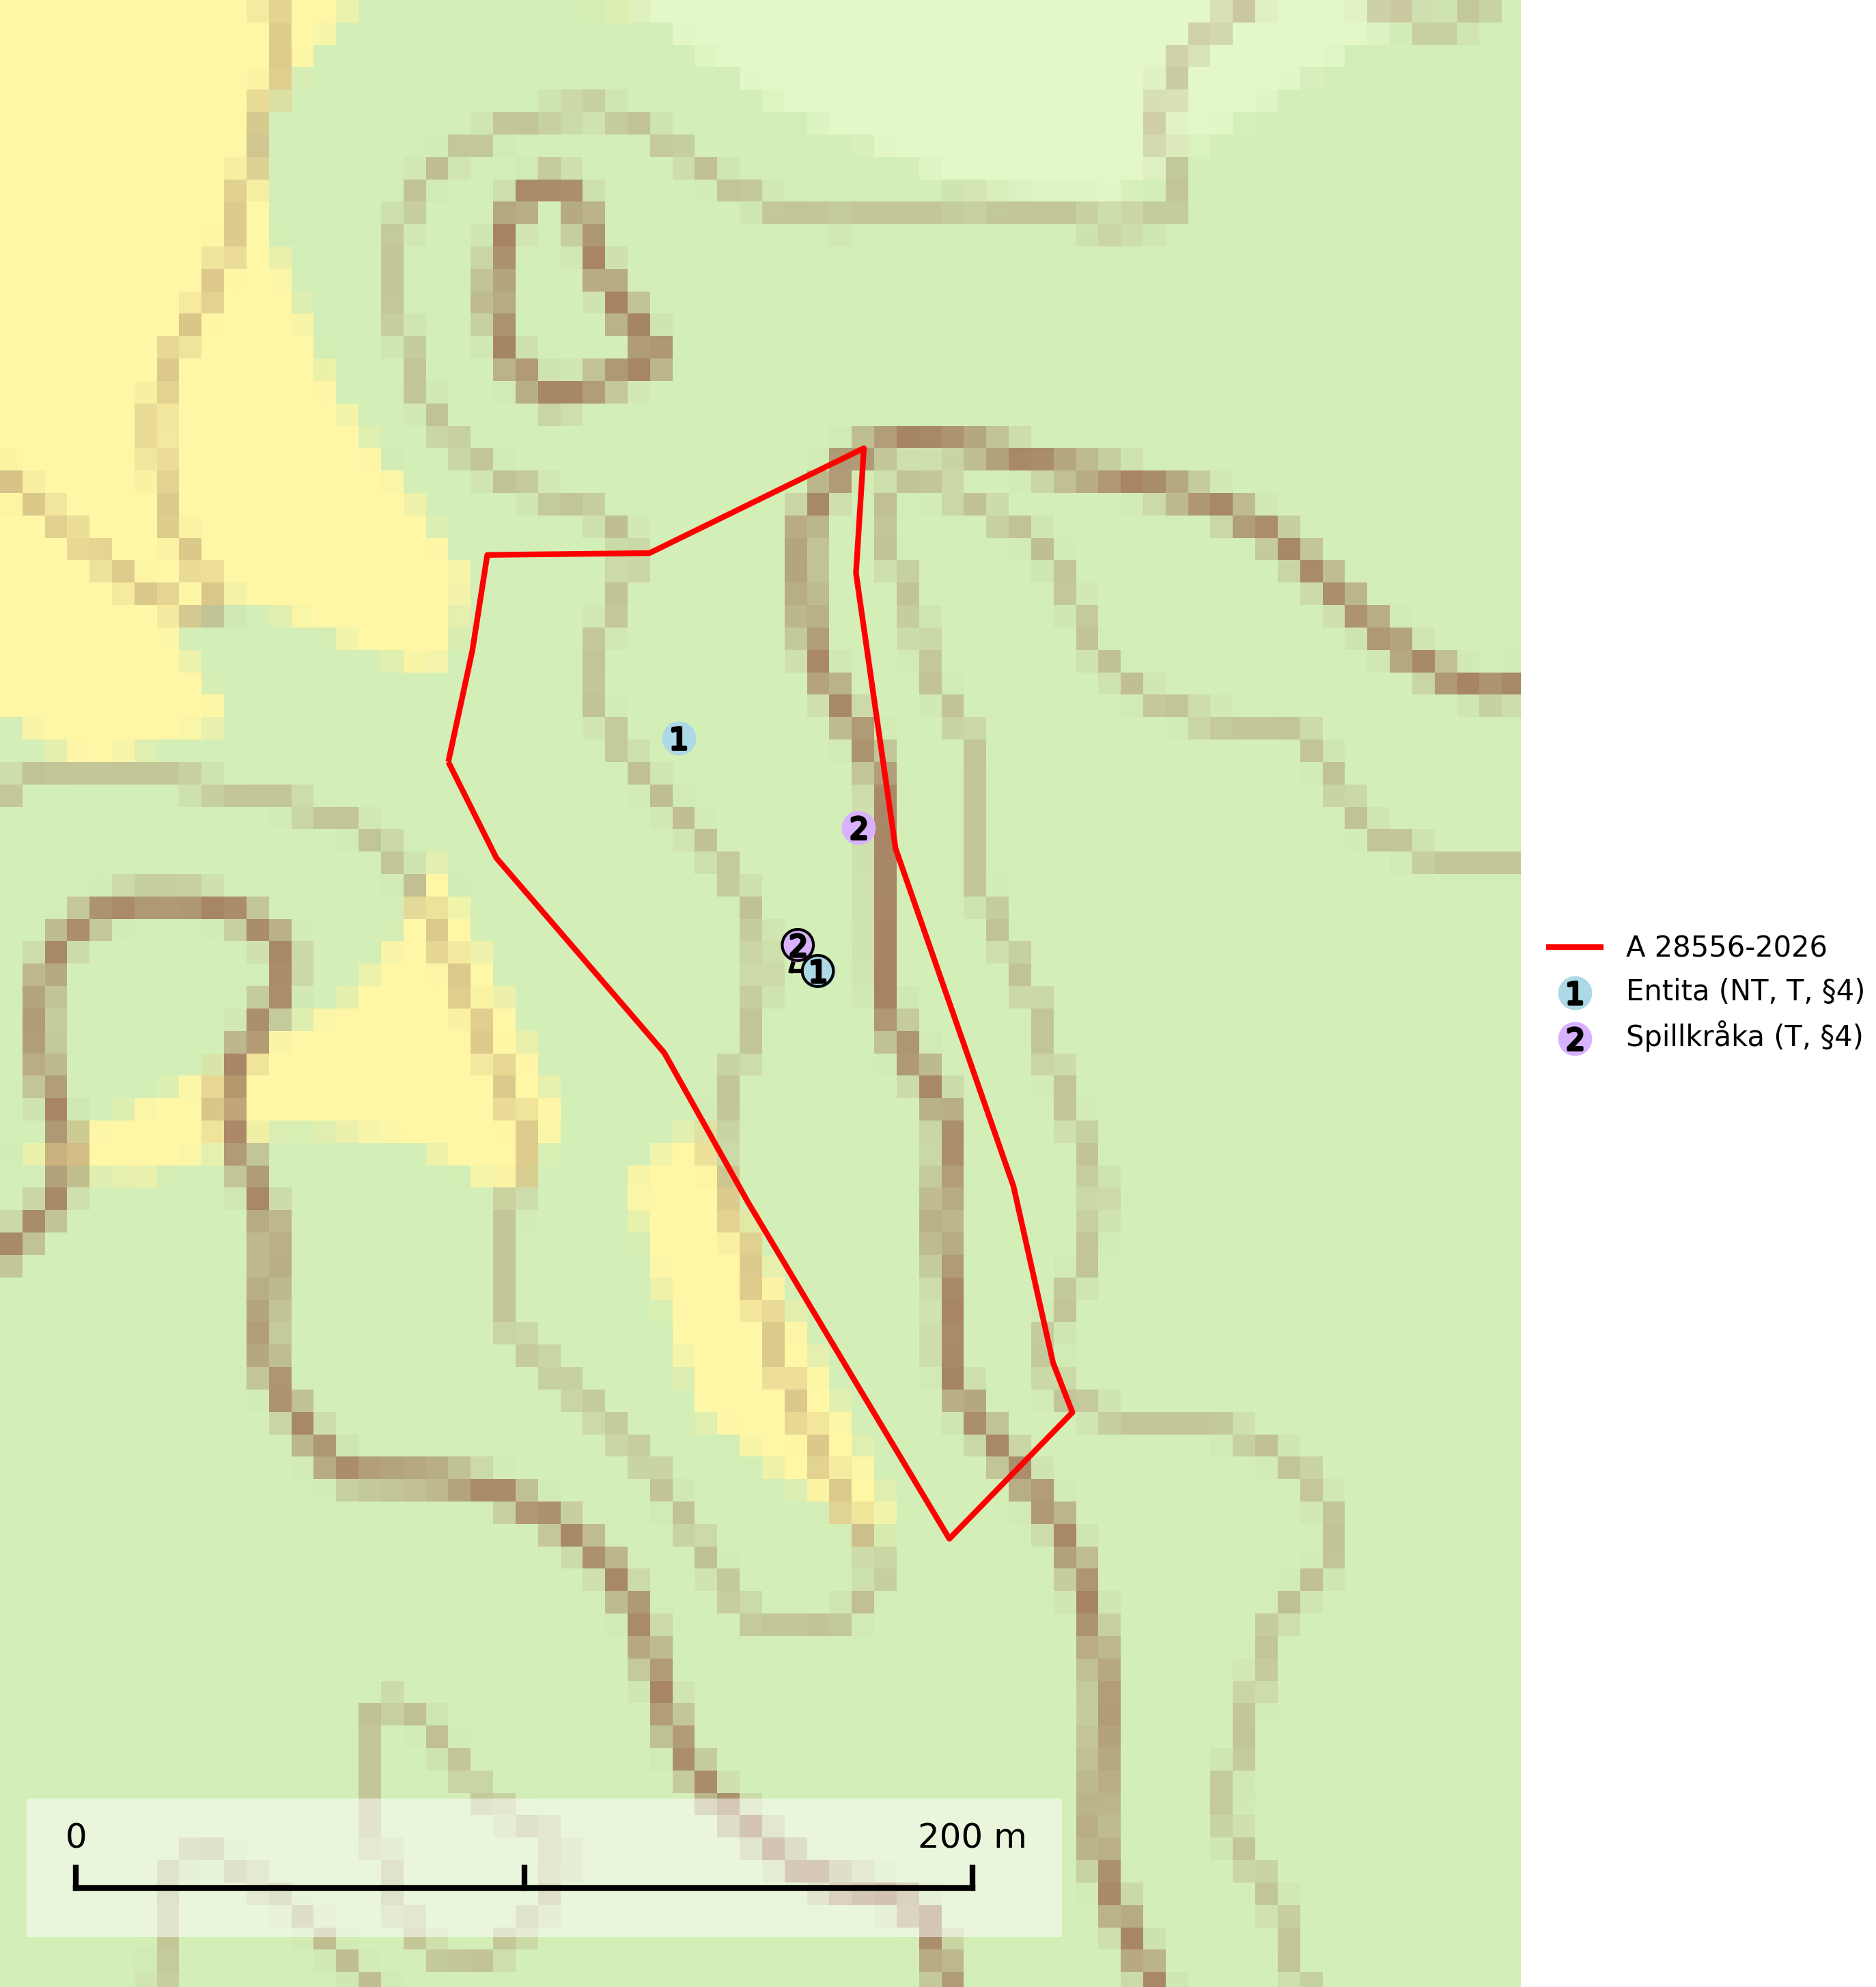 1
2
2
1
A 28556-2026
1 Entita (NT, T, §4)
2 Spillkråka (T, §4)
0 200 m